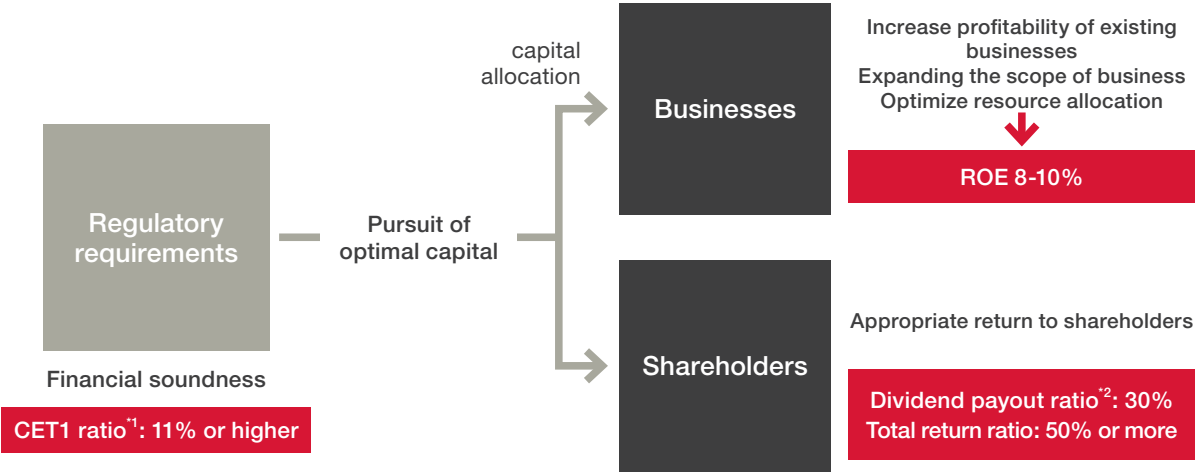 Regulatory
requirements
Financial soundness
CET1 ratio*1: 11% or higher
Pursuit of
optimal capital
capital
allocation
Businesses
Increase profitability of existing
businesses
Expanding the scope of business
Optimize resource allocation
ROE 8-10%
Shareholders
Appropriate return to shareholders
Dividend payout ratio*2: 30%
Total return ratio: 50% or more